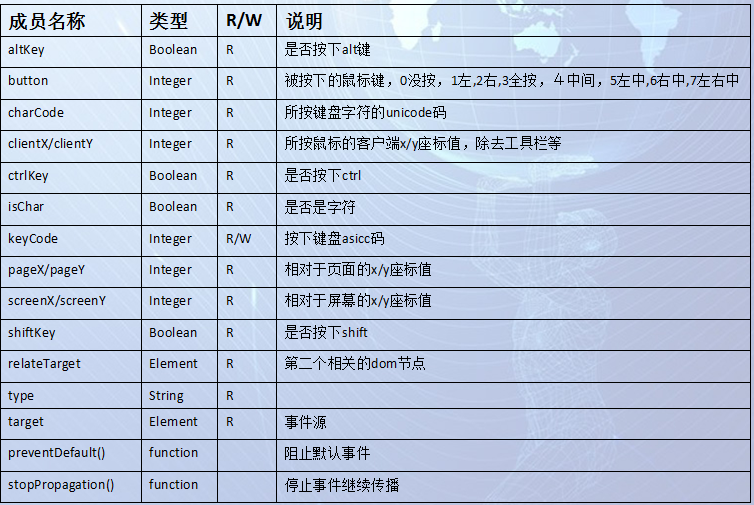 成员名称 类型 R/W 说明
altKey Boolean R 是否按下alt键
button Integer R 被按下的鼠标键，0没按，1左,2右,3全按，４中间，5左中,6右中,7左右中
charCode Integer R 所按键盘字符的unicode码
clientX/clientY Integer R 所按鼠标的客户端x/y座标值，除去工具栏等
ctrlKey Boolean R 是否按下ctrl
isChar Boolean R 是否是字符
keyCode Integer R/W 按下键盘asicc码
pageX/pageY Integer R 相对于页面的x/y座标值
screenX/screenY Integer R 相对于屏幕的x/y座标值
shiftKey Boolean R 是否按下shift
relateTarget Element R 第二个相关的dom节点
type String R
target Element R 事件源
preventDefault() function 阻止默认事件
stopPropagation() function 停止事件继续传播